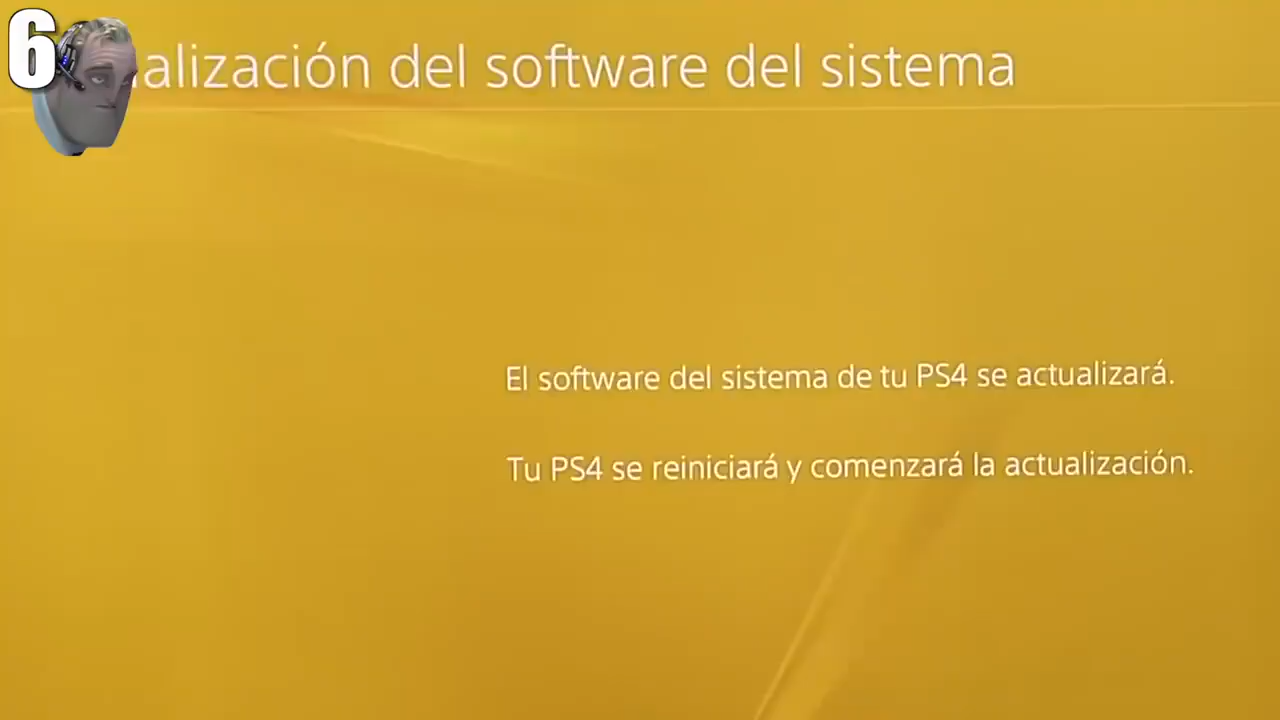 6
alización del software del sistema
El software del sistema de tu PS4 se actualizará.
Tu PS4 se reiniciará y comenzará la actualización.